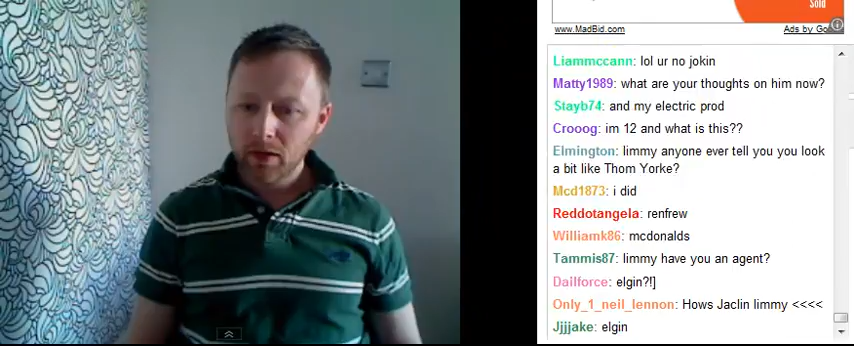 Sold
www.MadBid.com
Ads by Go
Liammccann: lol ur no jokin
Matty1989: what are your thoughts on him now?
Stayb74: and my electric prod
Crooog: im 12 and what is this??
Elmington: limmy anyone ever tell you you look
a bit like Thom Yorke?
Mcd1873: i did
Reddotangela: renfrew
Williamk86: mcdonalds
Tammis87: limmy have you an agent?
Dailforce: elgin?!]
Only_1_neil_lennon: Hows Jaclin limmy <<<<
Jjjjake: elgin